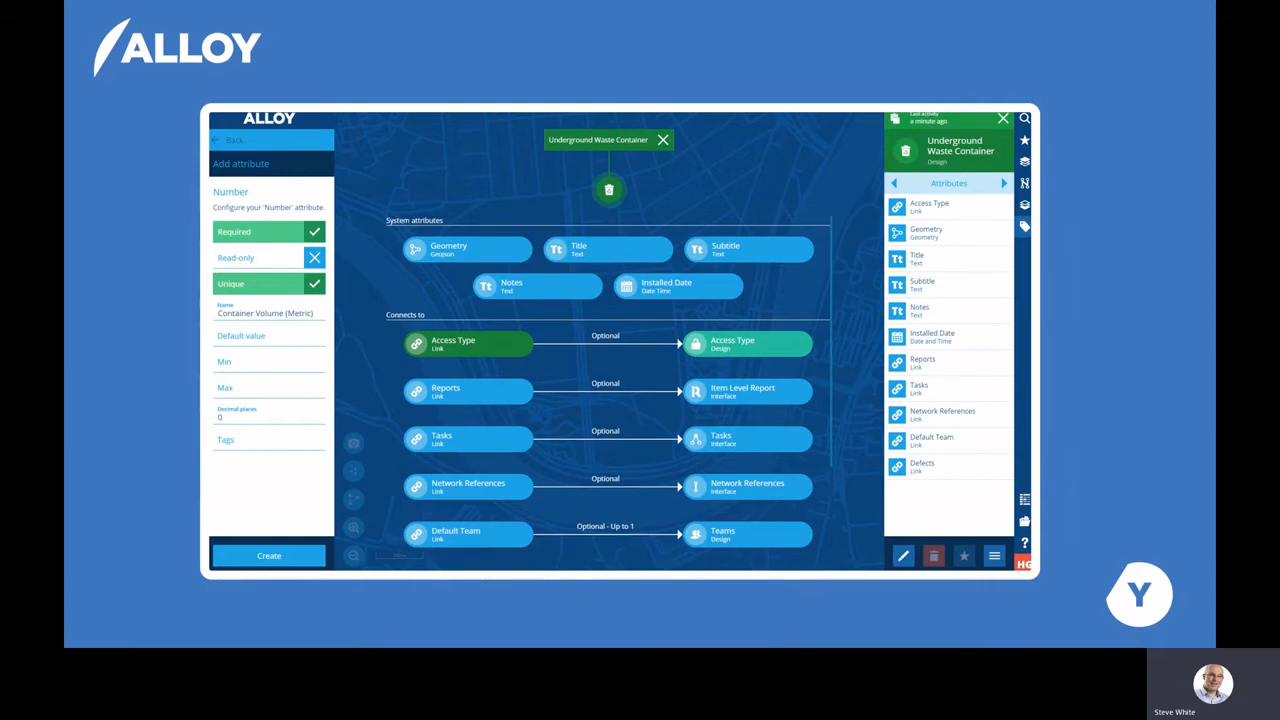 ALLOY
ALLOY
Back
Add attribute
Number
Configure your 'Number' attribute.
Required
Read-only
Unique
Name
Container Volume (Metric)
Default value
Min
Max
Decimal places
0
Tags
Create
Underground Waste Container
System attributes
Geometry
Geojson
Title
Text
Subtitle
Text
Notes
Text
Installed Date
Date Time
Connects to
Access Type
Link
Optional
Access Type
Design
Reports
Link
Optional
Item Level Report
Interface
Tasks
Link
Optional
Tasks
Interface
Network References
Link
Optional
Network References
Interface
Default Team
Link
Optional - Up to 1
Teams
Design
Last activity
a minute ago
Underground
Waste Container
Design
Attributes
Access Type
Link
Geometry
Geometry
Title
Text
Subtitle
Text
Notes
Text
Installed Date
Date and Time
Reports
Link
Tasks
Link
Network References
Link
Default Team
Link
Defects
Link
HG
Y
Steve White